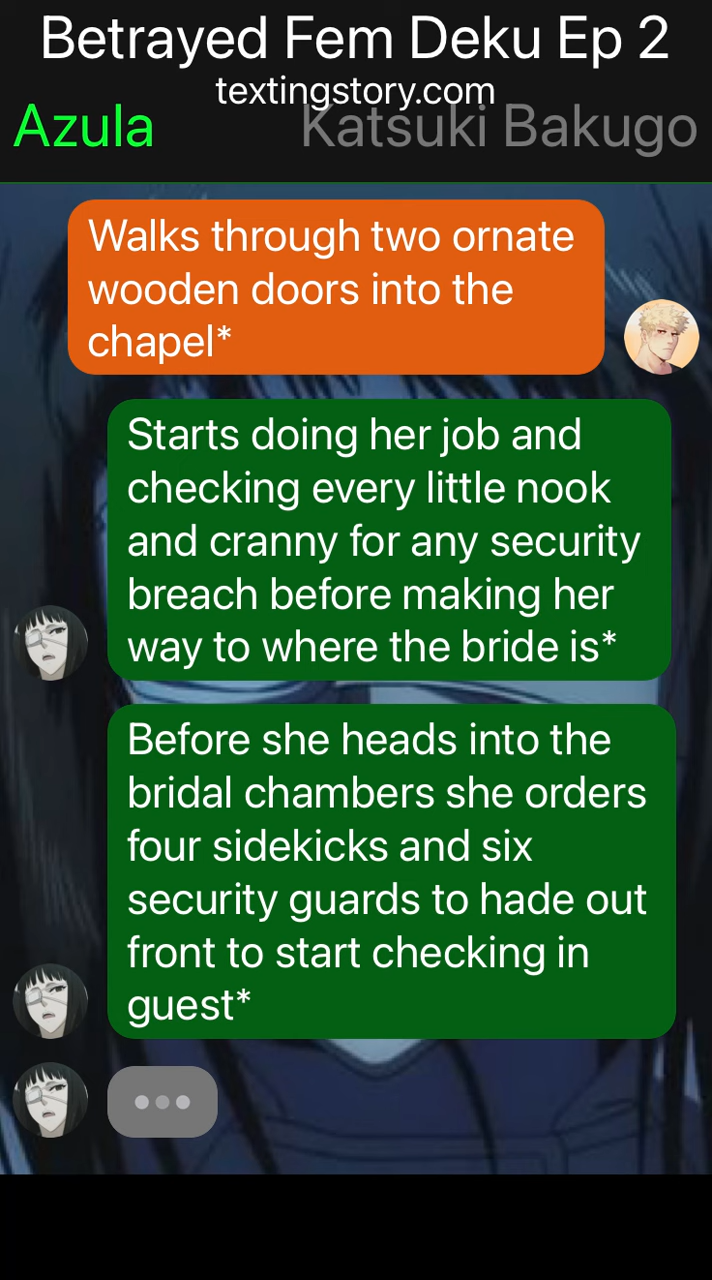 Betrayed Fem Deku Ep 2
textingstory.com
Azula
Katsuki Bakugo
Walks through two ornate
wooden doors into the
chapel*
Starts doing her job and
checking every little nook
and cranny for any security
breach before making her
way to where the bride is*
Before she heads into the
bridal chambers she orders
four sidekicks and six
security guards to hade out
front to start checking in
guest*